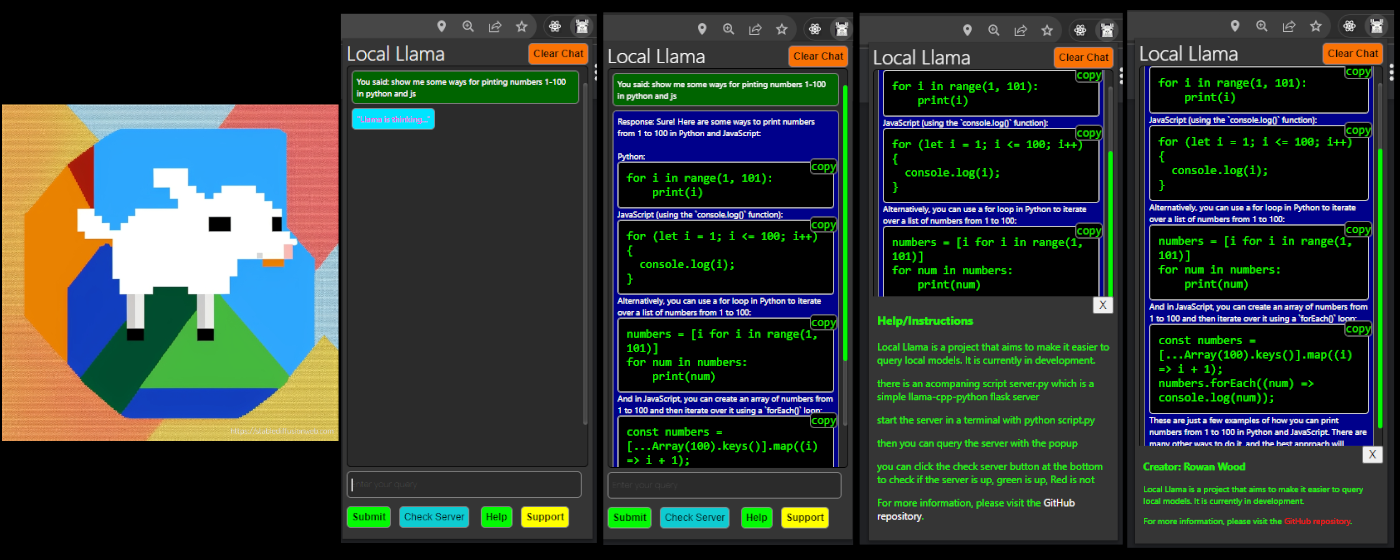 Local Llama
Clear Chat
You said: show me some ways for pinting numbers 1-100
in python and js
Enter your query
Submit
Check Server
Help
Support
Local Llama
Clear Chat
You said: show me some ways for pinting numbers 1-100
in python and js
Response: Sure! Here are some ways to print numbers
from 1 to 100 in Python and JavaScript:
Python:
copy
for i in range(1, 101):
print(i)
JavaScript (using the `console.log()` function):
copy
for (let i = 1; i <= 100; i++)
{
console.log(i);
}
Alternatively, you can use a for loop in Python to iterate
over a list of numbers from 1 to 100:
copy
numbers = [i for i in range(1,
101)]
for num in numbers:
print(num)
And in JavaScript, you can create an array of numbers from
1 to 100 and then iterate over it using a `forEach()` loop:
copy
const numbers =
[...Array(100).keys()].map((i)
=> i + 1);
Enter your query
Submit
Check Server
Help
Support
Local Llama
Clear Chat
copy
for i in range(1, 101):
print(i)
JavaScript (using the `console.log()` function):
copy
for (let i = 1; i <= 100; i++)
{
console.log(i);
}
Alternatively, you can use a for loop in Python to iterate
over a list of numbers from 1 to 100:
copy
numbers = [i for i in range(1,
101)]
for num in numbers:
print(num)
X
Help/Instructions
Local Llama is a project that aims to make it easier to
query local models. It is currently in development.
there is an acompaning script server.py which is a
simple llama-cpp-python flask server
start the server in a terminal with python script.py
then you can query the server with the popup
you can click the check server button at the bottom
to check if the server is up, green is up, Red is not
For more information, please visit the GitHub
repository.
Local Llama
Clear Chat
copy
for i in range(1, 101):
print(i)
JavaScript (using the `console.log()` function):
copy
for (let i = 1; i <= 100; i++)
{
console.log(i);
}
Alternatively, you can use a for loop in Python to iterate
over a list of numbers from 1 to 100:
copy
numbers = [i for i in range(1,
101)]
for num in numbers:
print(num)
And in JavaScript, you can create an array of numbers from
1 to 100 and then iterate over it using a `forEach()` loop:
copy
const numbers =
[...Array(100).keys()].map((i)
=> i + 1);
numbers.forEach((num) =>
console.log(num));
These are just a few examples of how you can print
numbers from 1 to 100 in Python and JavaScript. There are
many other ways to do it, and the best approach will
X
Creator: Rowan Wood
Local Llama is a project that aims to make it easier to query
local models. It is currently in development.
For more information, please visit the GitHub repository.